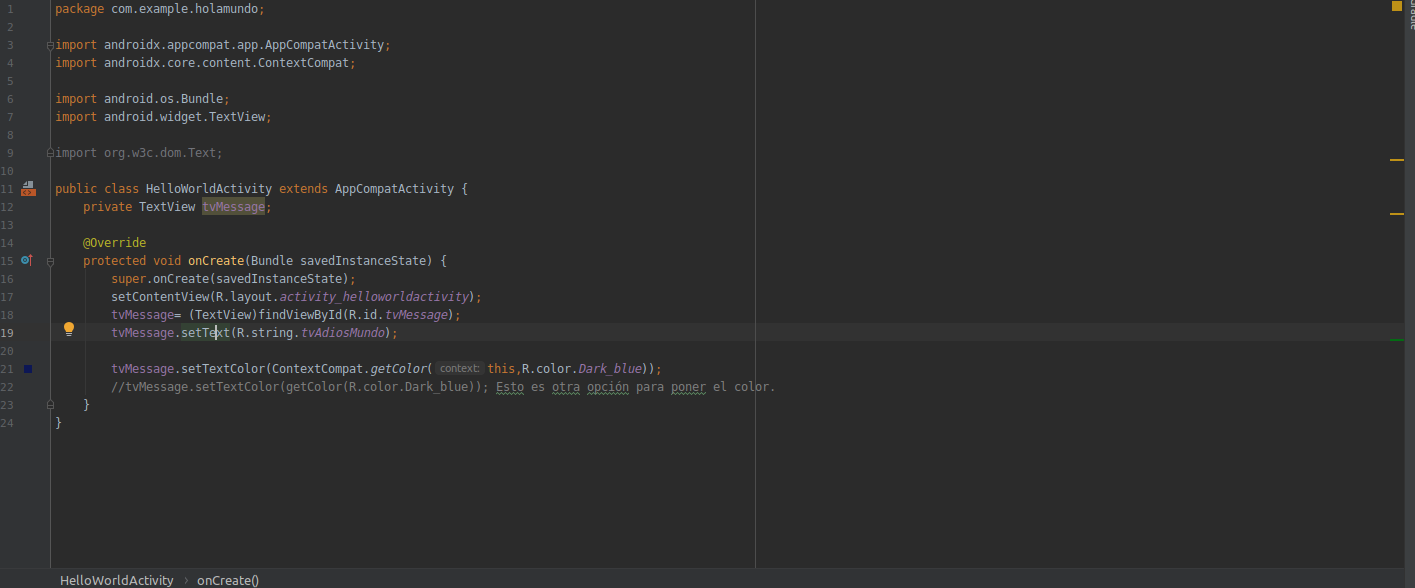 1 package com.example.holamundo;
2
3 import androidx.appcompat.app.AppCompatActivity;
4 import androidx.core.content.ContextCompat;
5
6 import android.os.Bundle;
7 import android.widget.TextView;
8
9 import org.w3c.dom.Text;
10
11 public class HelloWorldActivity extends AppCompatActivity {
12     private TextView tvMessage;
13
14     @Override
15     protected void onCreate(Bundle savedInstanceState) {
16         super.onCreate(savedInstanceState);
17         setContentView(R.layout.activity_helloworldactivity);
18         tvMessage= (TextView)findViewById(R.id.tvMessage);
19         tvMessage.setText(R.string.tvAdiosMundo);
20
21         tvMessage.setTextColor(ContextCompat.getColor( context: this,R.color.Dark_blue));
22         //tvMessage.setTextColor(getColor(R.color.Dark_blue)); Esto es otra opción para poner el color.
23     }
24 }
HelloWorldActivity › onCreate()